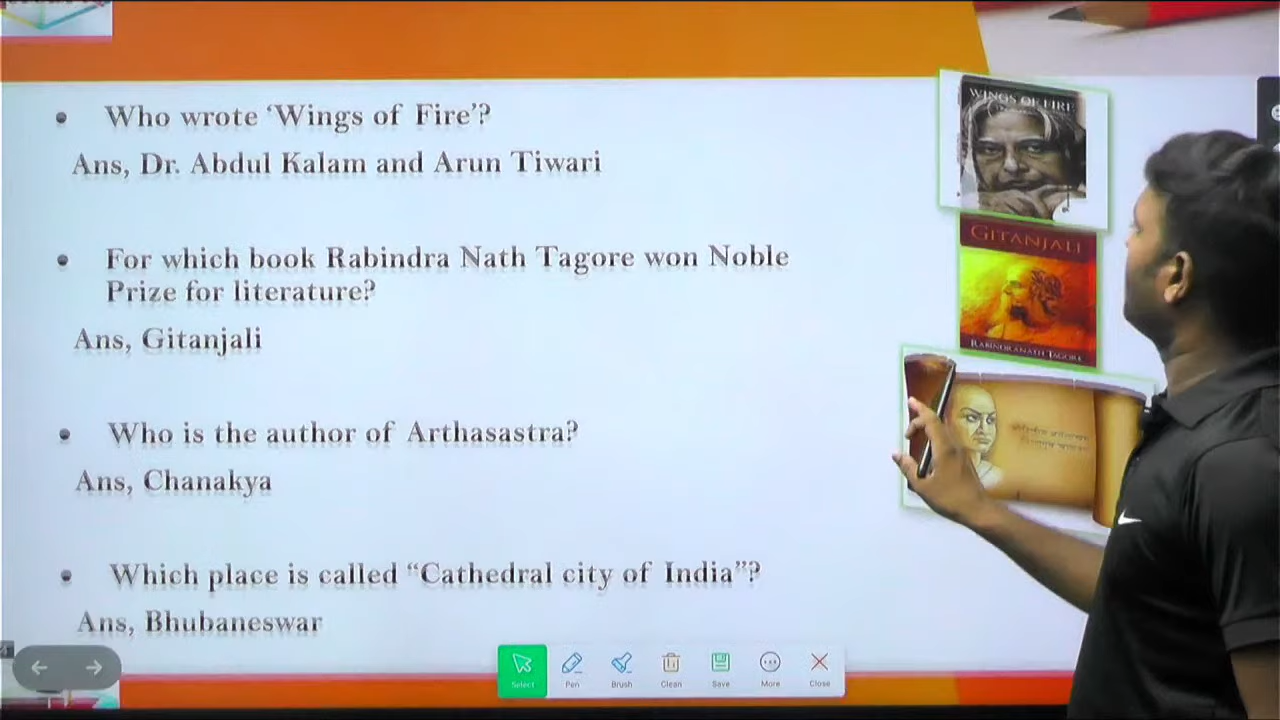 Who wrote ‘Wings of Fire’?
Ans, Dr. Abdul Kalam and Arun Tiwari
For which book Rabindra Nath Tagore won Noble
Prize for literature?
Ans, Gitanjali
Who is the author of Arthasastra?
Ans, Chanakya
Which place is called “Cathedral city of India”?
Ans, Bhubaneswar
WINGS OF FIRE
GITANJALI
RABINDRANATH TAGORE
Select Pen Brush Clean Save More Close